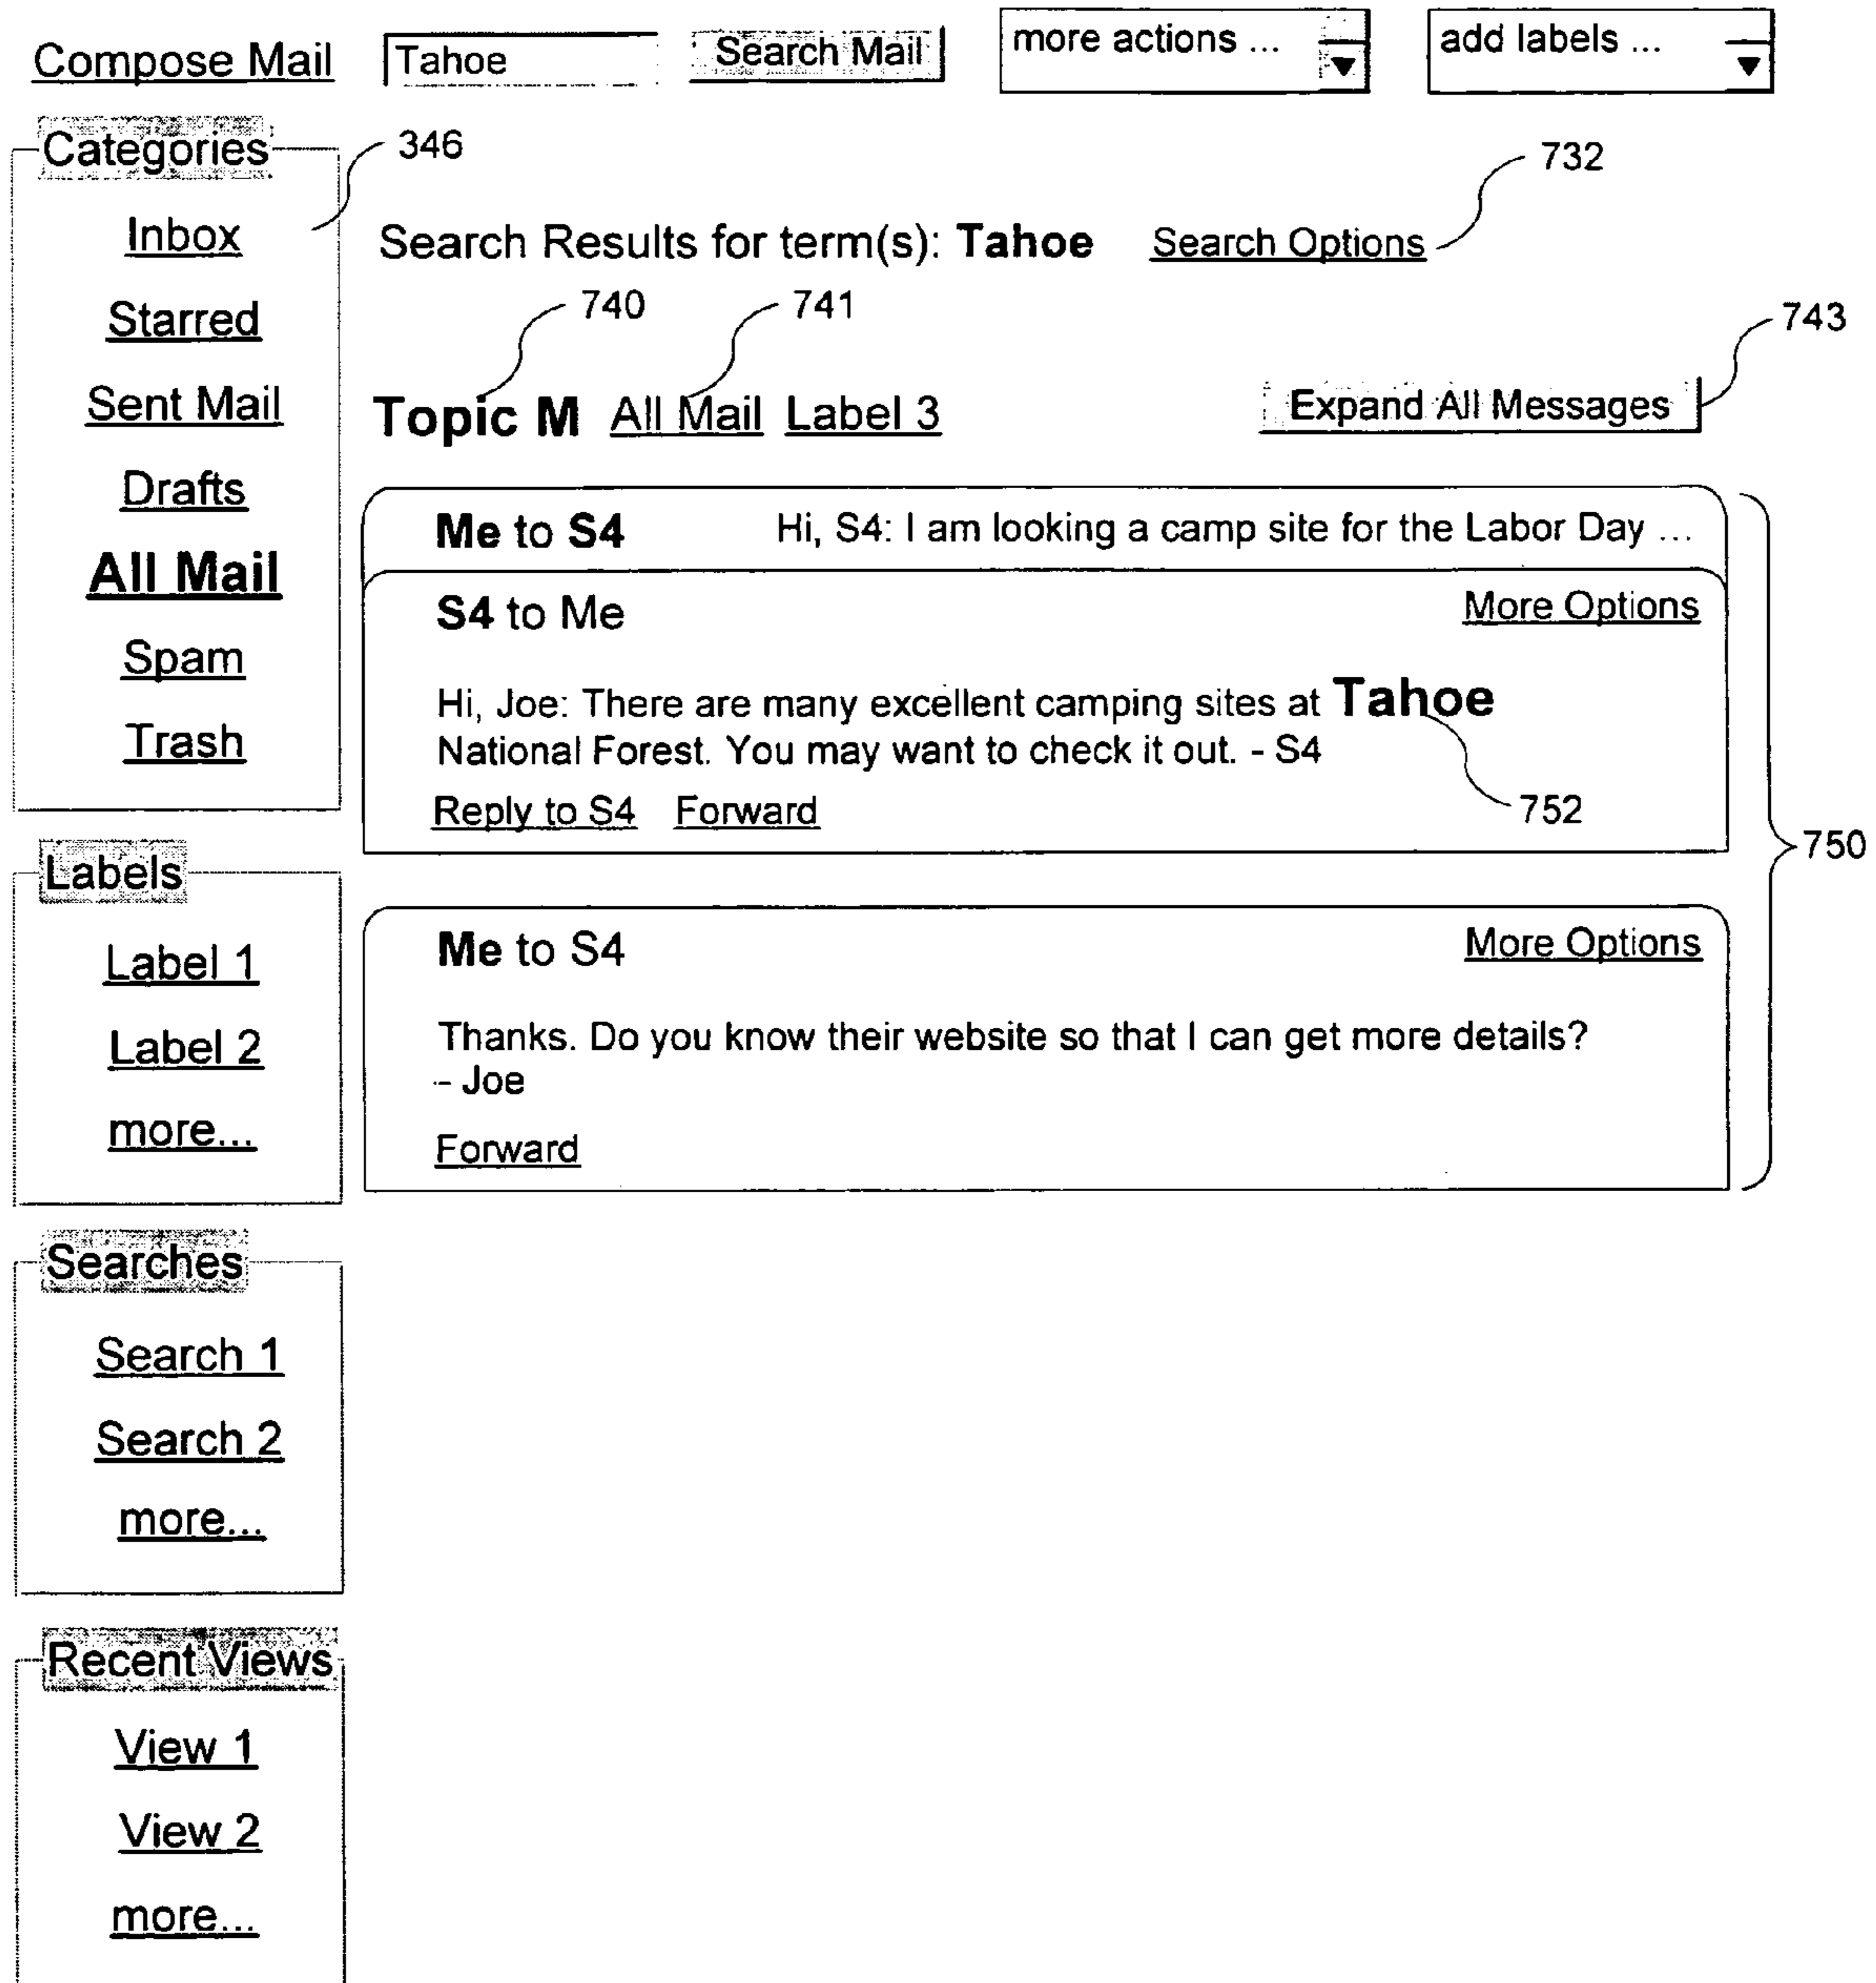 Compose Mail Tahoe Search Mail more actions ... add labels ...
Categories 346 732
Inbox Search Results for term(s): Tahoe Search Options
Starred 740 741 743
Sent Mail Topic M All Mail Label 3 Expand All Messages
Drafts
Me to S4 Hi, S4: I am looking a camp site for the Labor Day ...
All Mail
S4 to Me More Options
Spam
Hi, Joe: There are many excellent camping sites at Tahoe
Trash National Forest. You may want to check it out. - S4
Reply to S4 Forward 752
750
Labels
Label 1 Me to S4 More Options
Label 2 Thanks. Do you know their website so that I can get more details?
- Joe
more...
Forward
Searches
Search 1
Search 2
more...
Recent Views
View 1
View 2
more...